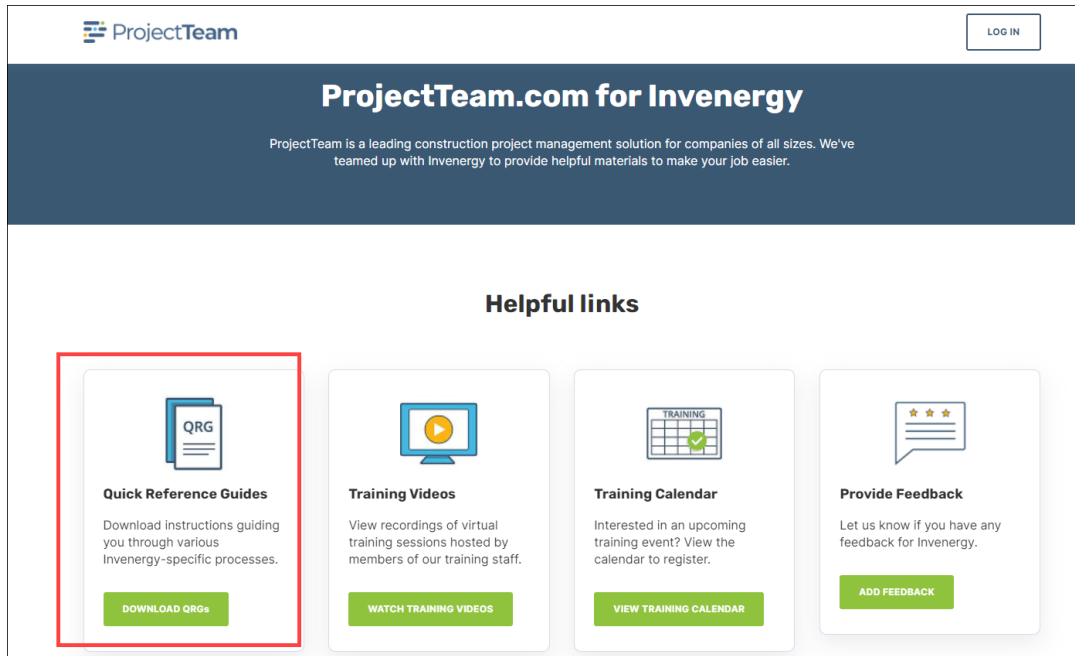 ProjectTeam
LOG IN
ProjectTeam.com for Invenergy
ProjectTeam is a leading construction project management solution for companies of all sizes. We've
teamed up with Invenergy to provide helpful materials to make your job easier.
Helpful links
QRG
Quick Reference Guides
Download instructions guiding
you through various
Invenergy-specific processes.
DOWNLOAD QRGs
Training Videos
View recordings of virtual
training sessions hosted by
members of our training staff.
WATCH TRAINING VIDEOS
TRAINING
Training Calendar
Interested in an upcoming
training event? View the
calendar to register.
VIEW TRAINING CALENDAR
Provide Feedback
Let us know if you have any
feedback for Invenergy.
ADD FEEDBACK